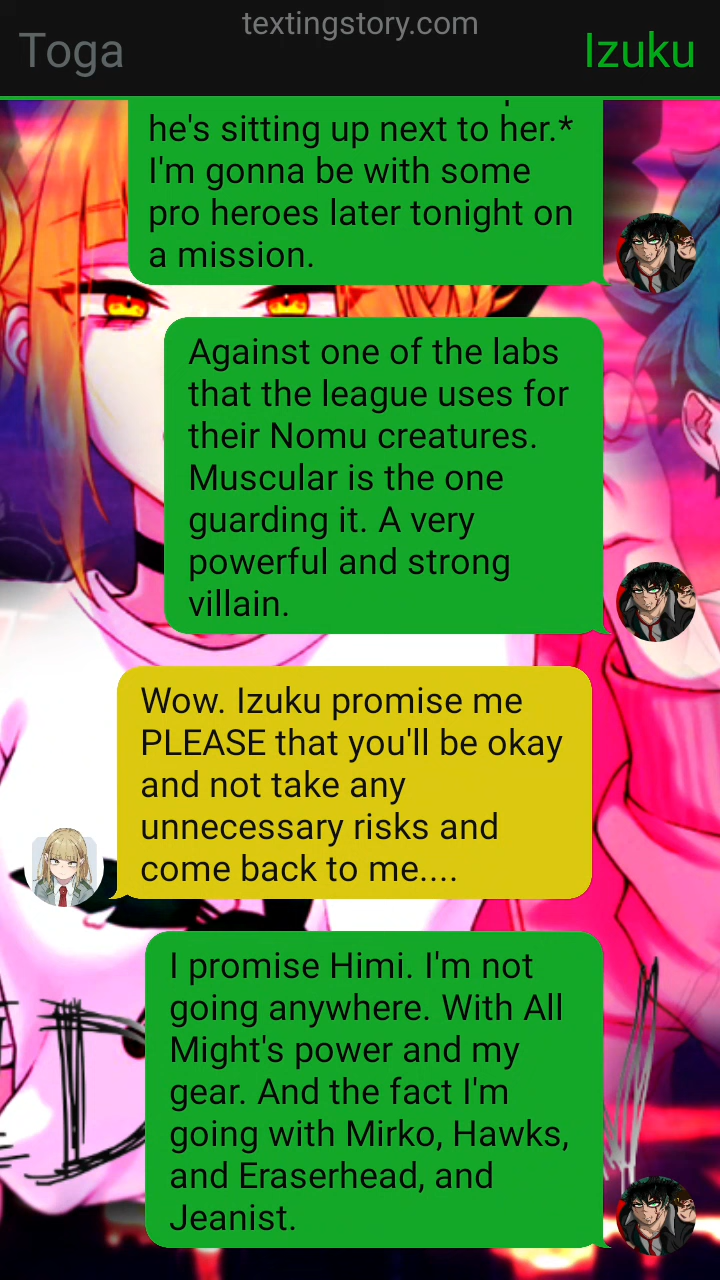 textingstory.com
Toga
Izuku
he's sitting up next to her.*
I'm gonna be with some
pro heroes later tonight on
a mission.
Against one of the labs
that the league uses for
their Nomu creatures.
Muscular is the one
guarding it. A very
powerful and strong
villain.
Wow. Izuku promise me
PLEASE that you'll be okay
and not take any
unnecessary risks and
come back to me....
I promise Himi. I'm not
going anywhere. With All
Might's power and my
gear. And the fact I'm
going with Mirko, Hawks,
and Eraserhead, and
Jeanist.